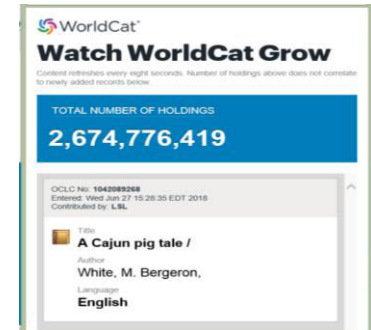 WorldCat
Watch WorldCat Grow
Content refreshes every eight seconds. Number of holdings above does not correlate
to newly added records below.
TOTAL NUMBER OF HOLDINGS
2,674,776,419
OCLC No: 1042089268
Entered: Wed Jun 27 15:28:35 EDT 2018
Contributed by: LSL
Title
A Cajun pig tale /
Author
White, M. Bergeron,
Language
English